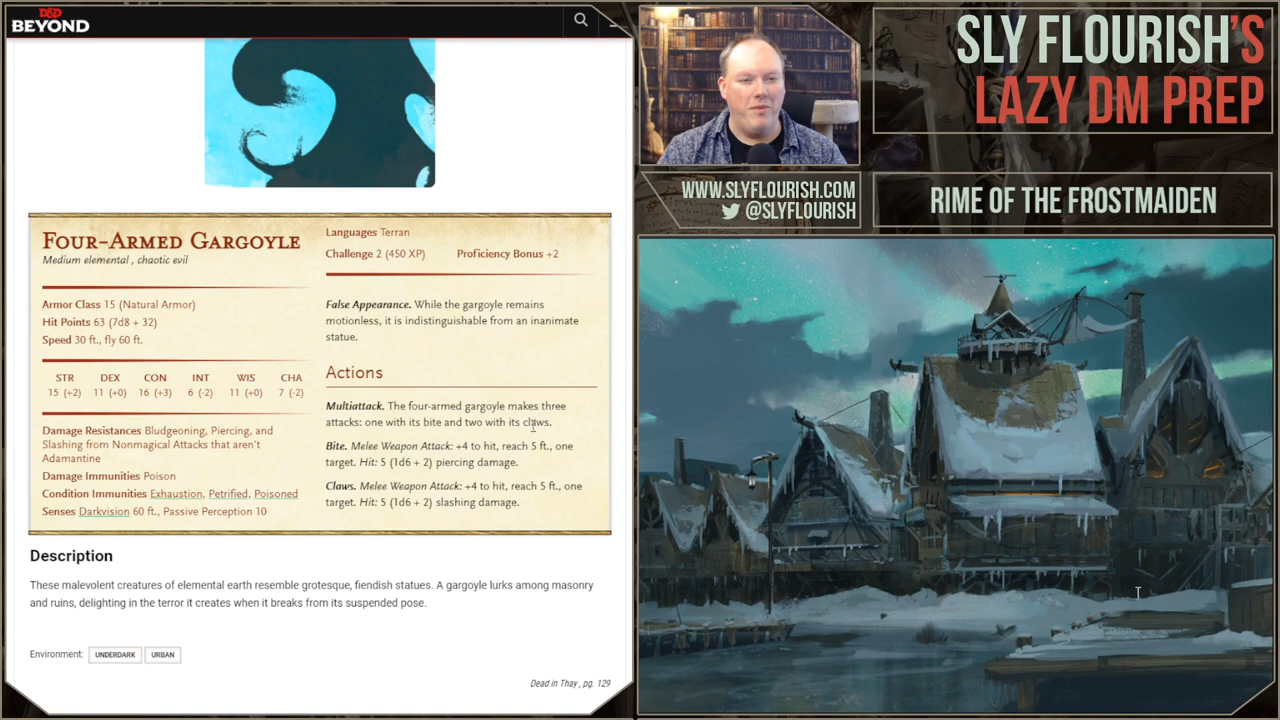 D&D
BEYOND
Four-Armed Gargoyle
Medium elemental , chaotic evil
Armor Class 15 (Natural Armor)
Hit Points 63 (7d8 + 32)
Speed 30 ft., fly 60 ft.
STR DEX CON INT WIS CHA
15 (+2) 11 (+0) 16 (+3) 6 (-2) 11 (+0) 7 (-2)
Damage Resistances Bludgeoning, Piercing, and
Slashing from Nonmagical Attacks that aren't
Adamantine
Damage Immunities Poison
Condition Immunities Exhaustion, Petrified, Poisoned
Senses Darkvision 60 ft., Passive Perception 10
Languages Terran
Challenge 2 (450 XP) Proficiency Bonus +2
False Appearance. While the gargoyle remains
motionless, it is indistinguishable from an inanimate
statue.
Actions
Multiattack. The four-armed gargoyle makes three
attacks: one with its bite and two with its claws.
Bite. Melee Weapon Attack: +4 to hit, reach 5 ft., one
target. Hit: 5 (1d6 + 2) piercing damage.
Claws. Melee Weapon Attack: +4 to hit, reach 5 ft., one
target. Hit: 5 (1d6 + 2) slashing damage.
Description
These malevolent creatures of elemental earth resemble grotesque, fiendish statues. A gargoyle lurks among masonry
and ruins, delighting in the terror it creates when it breaks from its suspended pose.
Environment: UNDERDARK URBAN
Dead in Thay , pg. 129
SLY FLOURISH'S
LAZY DM PREP
WWW.SLYFLOURISH.COM
@SLYFLOURISH
RIME OF THE FROSTMAIDEN